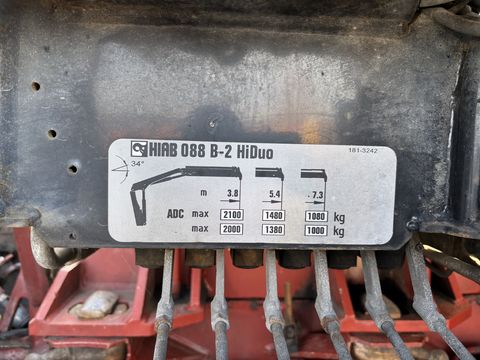 HIAB 088 B-2 HiDuo
181-3242
34°
m 3.8 5.4 7.3
ADC max 2100 1480 1080 kg
max 2000 1380 1000 kg